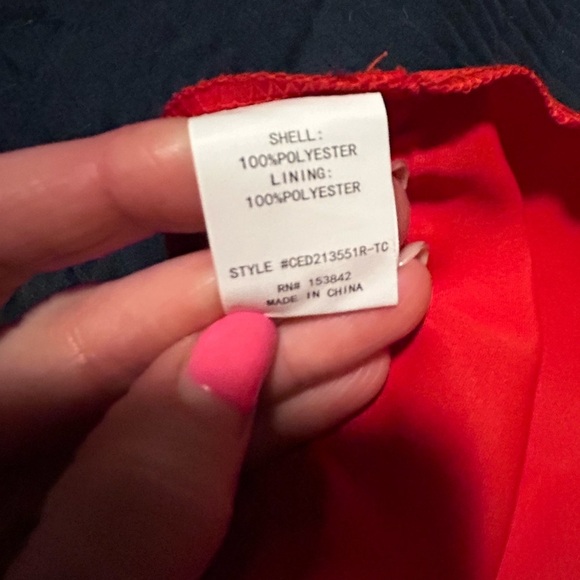 SHELL:
100%POLYESTER
LINING:
100%POLYESTER
STYLE #CED213551R-TC
RN# 153842
MADE IN CHINA